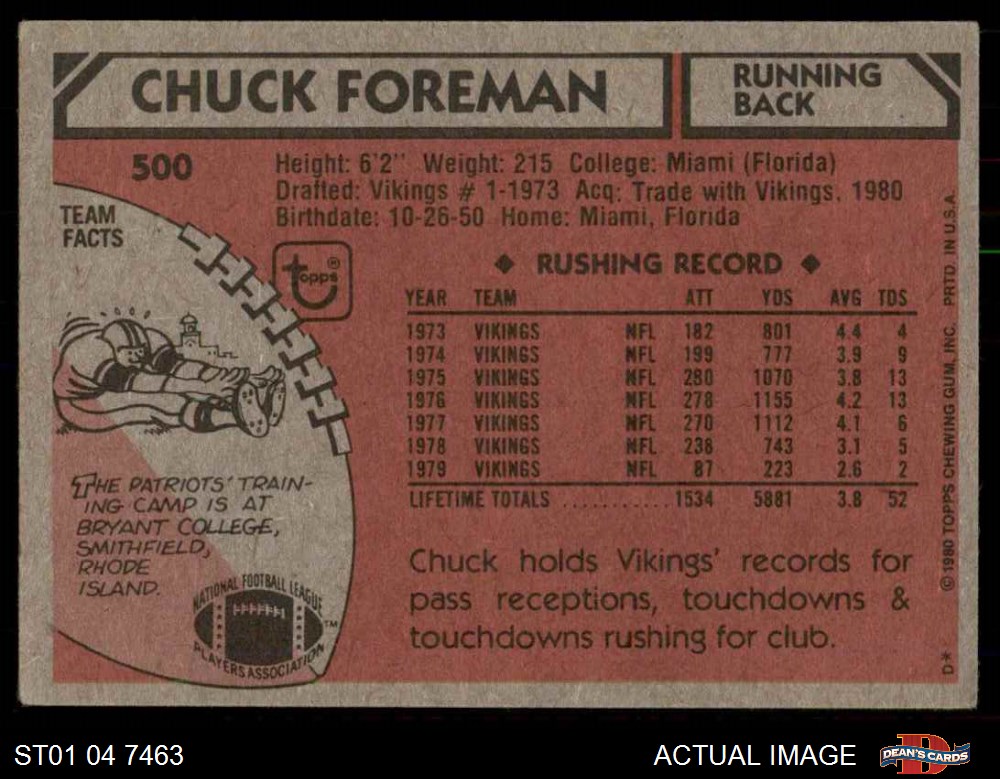 CHUCK FOREMAN
RUNNING
BACK
500
Height: 6'2" Weight: 215 College: Miami (Florida)
Drafted: Vikings # 1-1973 Acq: Trade with Vikings, 1980
Birthdate: 10-26-50 Home: Miami, Florida
TEAM
FACTS
topps®
◆ RUSHING RECORD ◆
YEAR TEAM ATT YDS AVG TDS
1973 VIKINGS NFL 182 801 4.4 4
1974 VIKINGS NFL 199 777 3.9 9
1975 VIKINGS NFL 280 1070 3.8 13
1976 VIKINGS NFL 278 1155 4.2 13
1977 VIKINGS NFL 270 1112 4.1 6
1978 VIKINGS NFL 238 743 3.1 5
1979 VIKINGS NFL 87 223 2.6 2
LIFETIME TOTALS ........... 1534 5881 3.8 52
THE PATRIOTS' TRAIN-
ING CAMP IS AT
BRYANT COLLEGE,
SMITHFIELD,
RHODE
ISLAND.
NATIONAL FOOTBALL LEAGUE
PLAYERS ASSOCIATION
TM
Chuck holds Vikings' records for
pass receptions, touchdowns &
touchdowns rushing for club.
© 1980 TOPPS CHEWING GUM, INC. PRTD. IN U.S.A.
D*
ST01 04 7463
ACTUAL IMAGE
D
DEAN'S CARDS